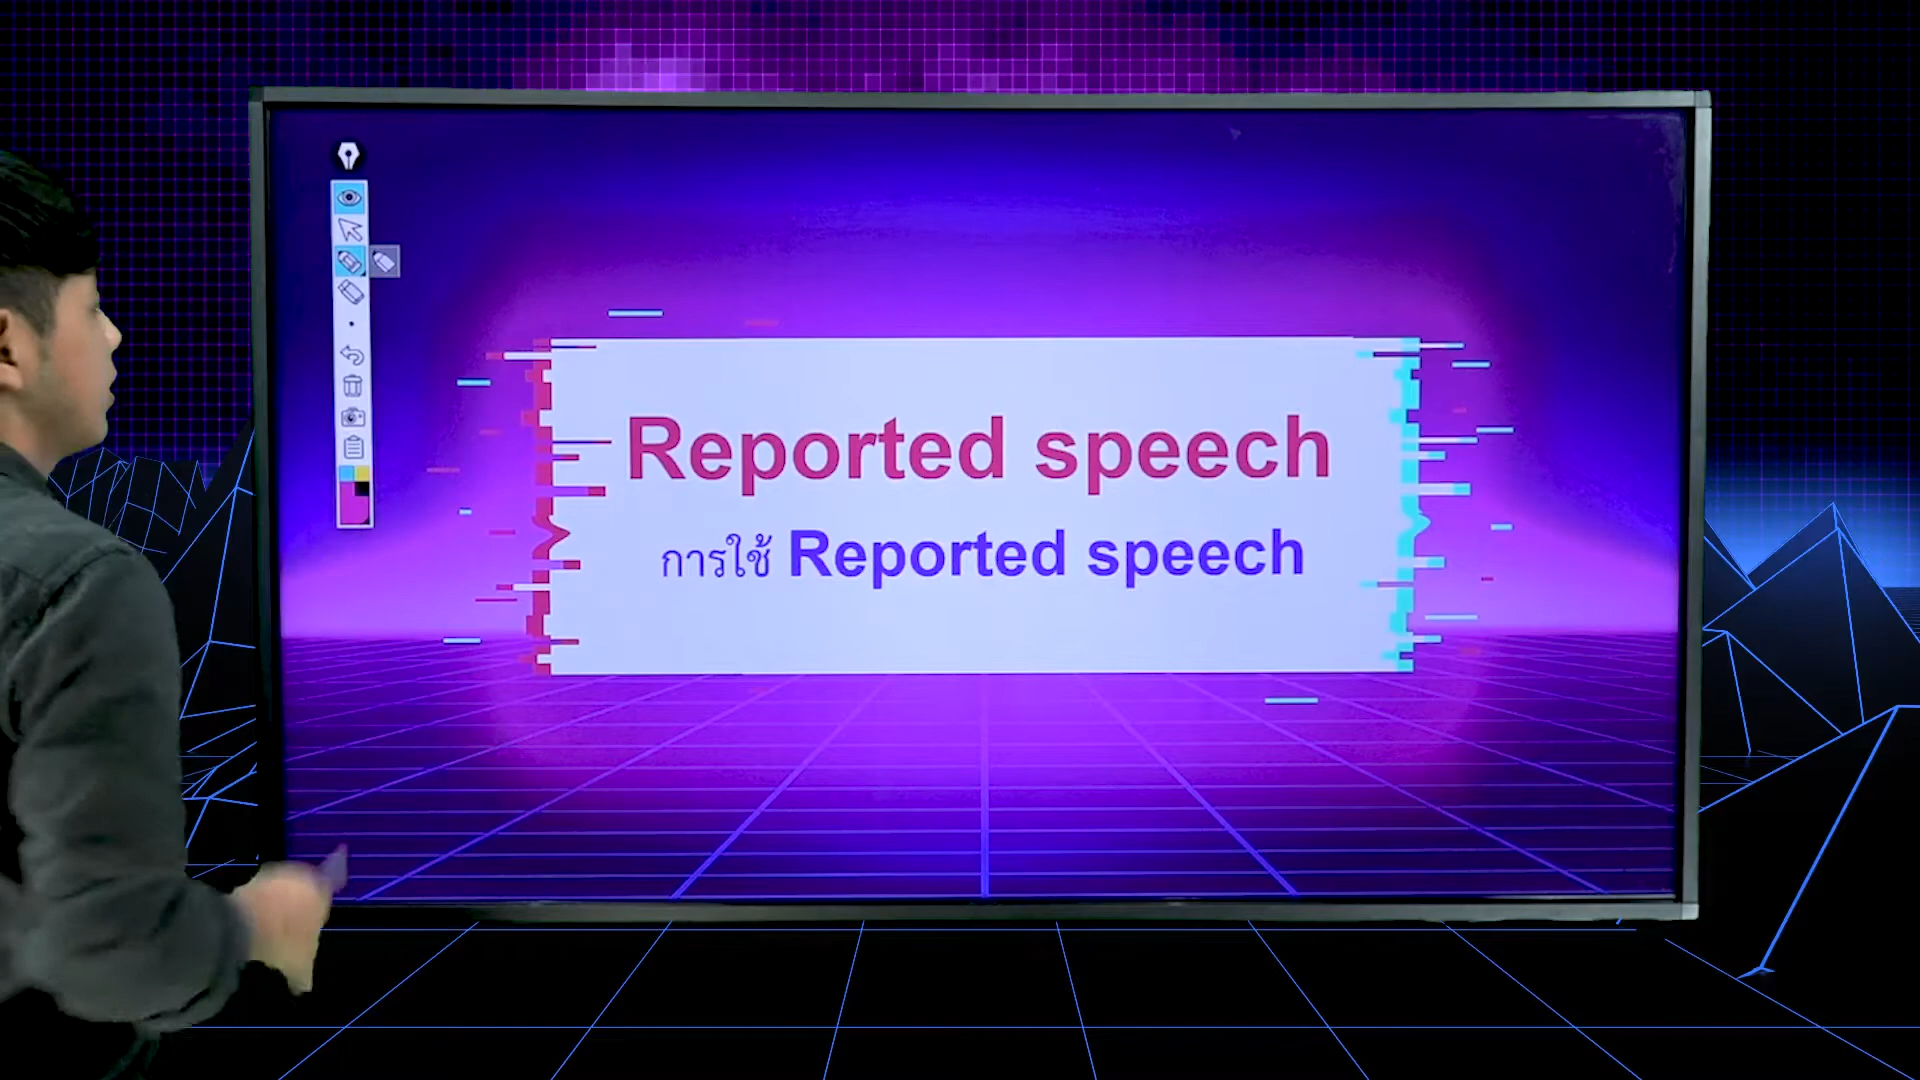 Reported speech
การใช้ Reported speech